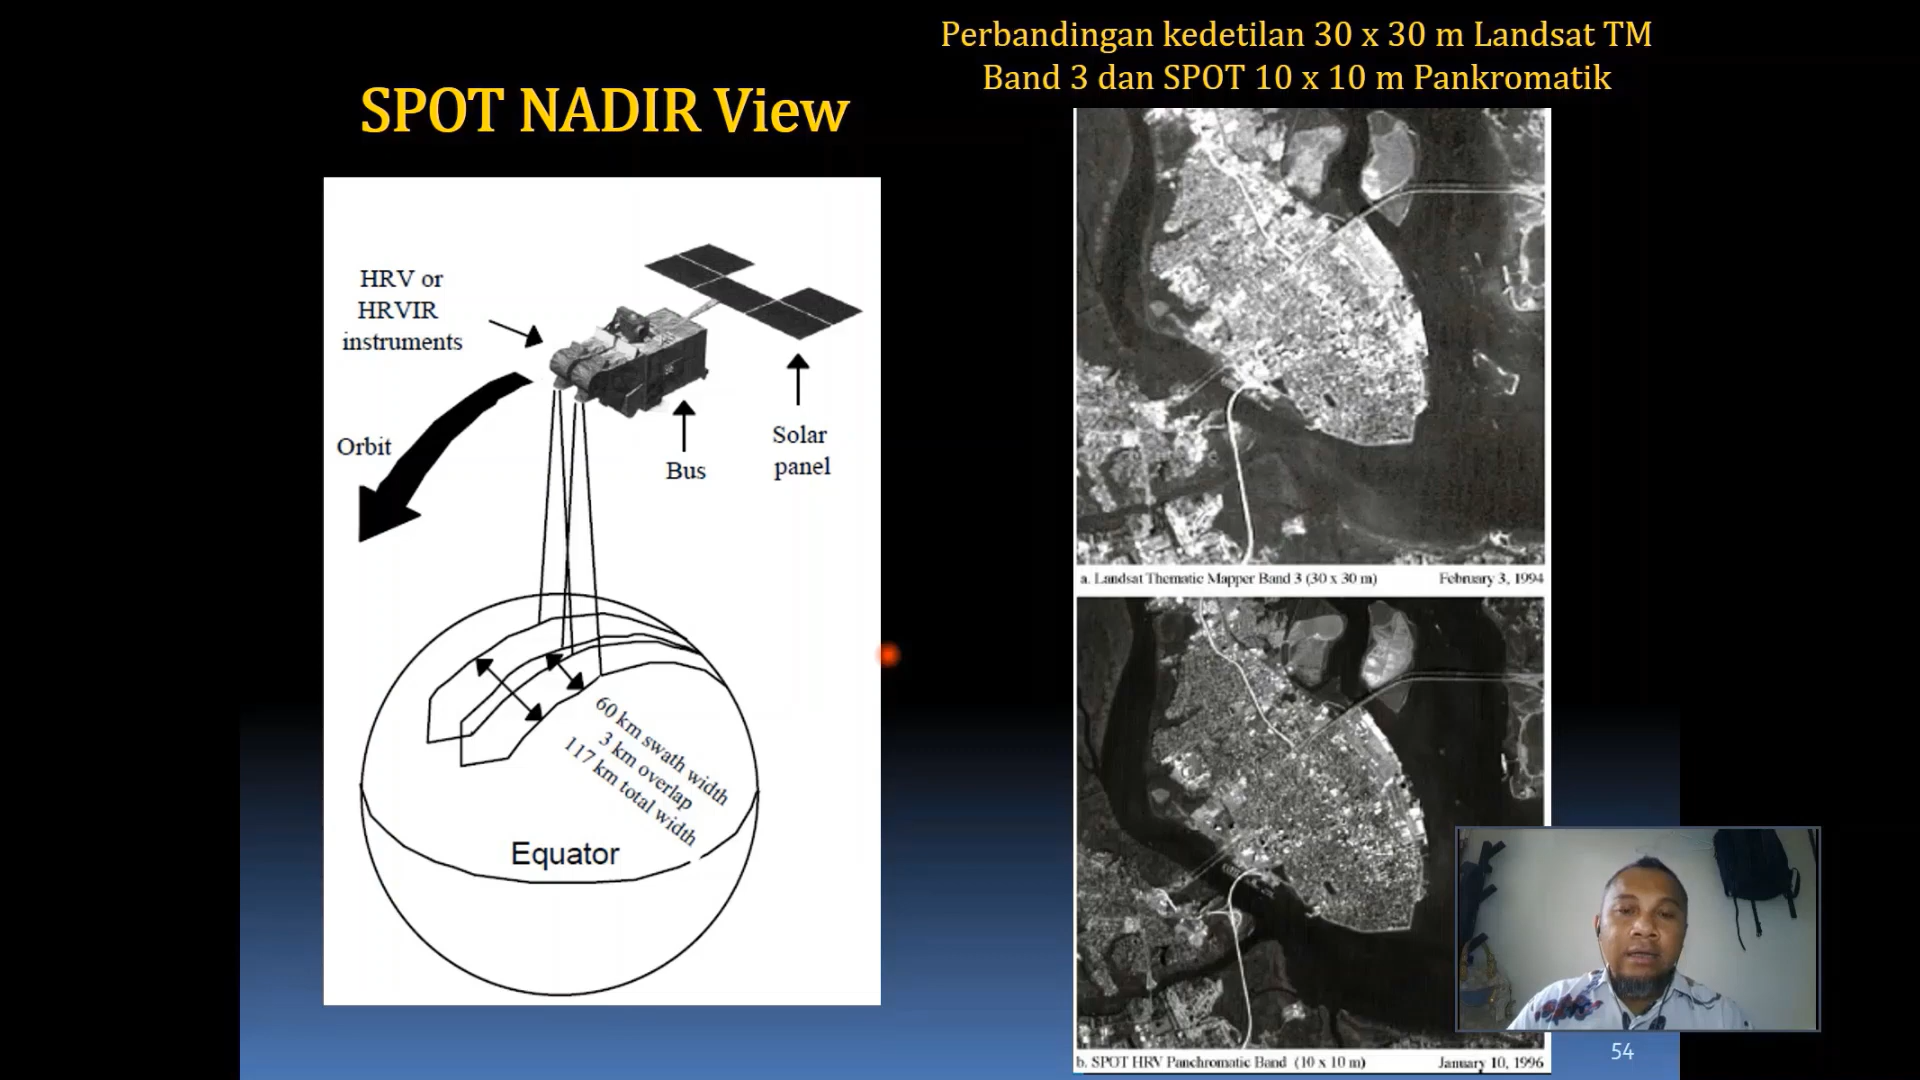 SPOT NADIR View
HRV or
HRVIR
instruments
Orbit
Bus
Solar
panel
60 km swath width
3 km overlap
117 km total width
Equator
Perbandingan kedetilan 30 x 30 m Landsat TM
Band 3 dan SPOT 10 x 10 m Pankromatik
a. Landsat Thematic Mapper Band 3 (30 x 30 m) February 3, 1994
b. SPOT HRV Panchromatic Band (10 x 10 m) January 10, 1996
54